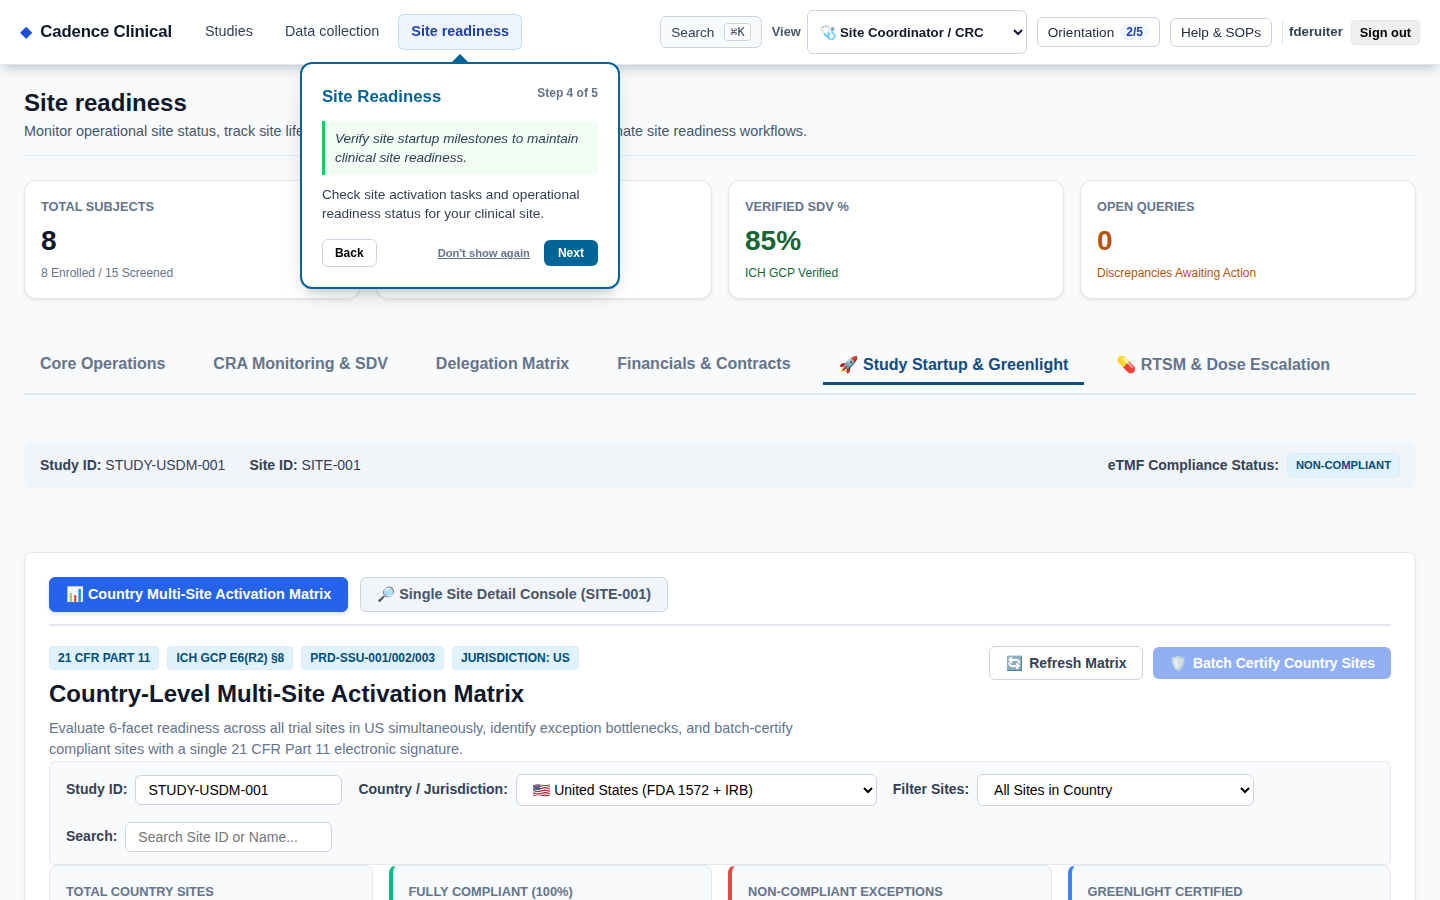 Cadence Clinical
Studies
Data collection
Site readiness
Search ⌘K
View
🩺 Site Coordinator / CRC
Orientation 2/5
Help & SOPs
fderuiter
Sign out
Site readiness
Monitor operational site status, track site life
nate site readiness workflows.
Site Readiness
Step 4 of 5
Verify site startup milestones to maintain
clinical site readiness.
Check site activation tasks and operational
readiness status for your clinical site.
Back
Don't show again
Next
TOTAL SUBJECTS
8
8 Enrolled / 15 Screened
VERIFIED SDV %
85%
ICH GCP Verified
OPEN QUERIES
0
Discrepancies Awaiting Action
Core Operations
CRA Monitoring & SDV
Delegation Matrix
Financials & Contracts
🚀 Study Startup & Greenlight
💊 RTSM & Dose Escalation
Study ID: STUDY-USDM-001
Site ID: SITE-001
eTMF Compliance Status: NON-COMPLIANT
📊 Country Multi-Site Activation Matrix
🔎 Single Site Detail Console (SITE-001)
21 CFR PART 11
ICH GCP E6(R2) §8
PRD-SSU-001/002/003
JURISDICTION: US
🔄 Refresh Matrix
🛡️ Batch Certify Country Sites
Country-Level Multi-Site Activation Matrix
Evaluate 6-facet readiness across all trial sites in US simultaneously, identify exception bottlenecks, and batch-certify
compliant sites with a single 21 CFR Part 11 electronic signature.
Study ID: STUDY-USDM-001
Country / Jurisdiction: 🇺🇸 United States (FDA 1572 + IRB)
Filter Sites: All Sites in Country
Search: Search Site ID or Name...
TOTAL COUNTRY SITES
FULLY COMPLIANT (100%)
NON-COMPLIANT EXCEPTIONS
GREENLIGHT CERTIFIED